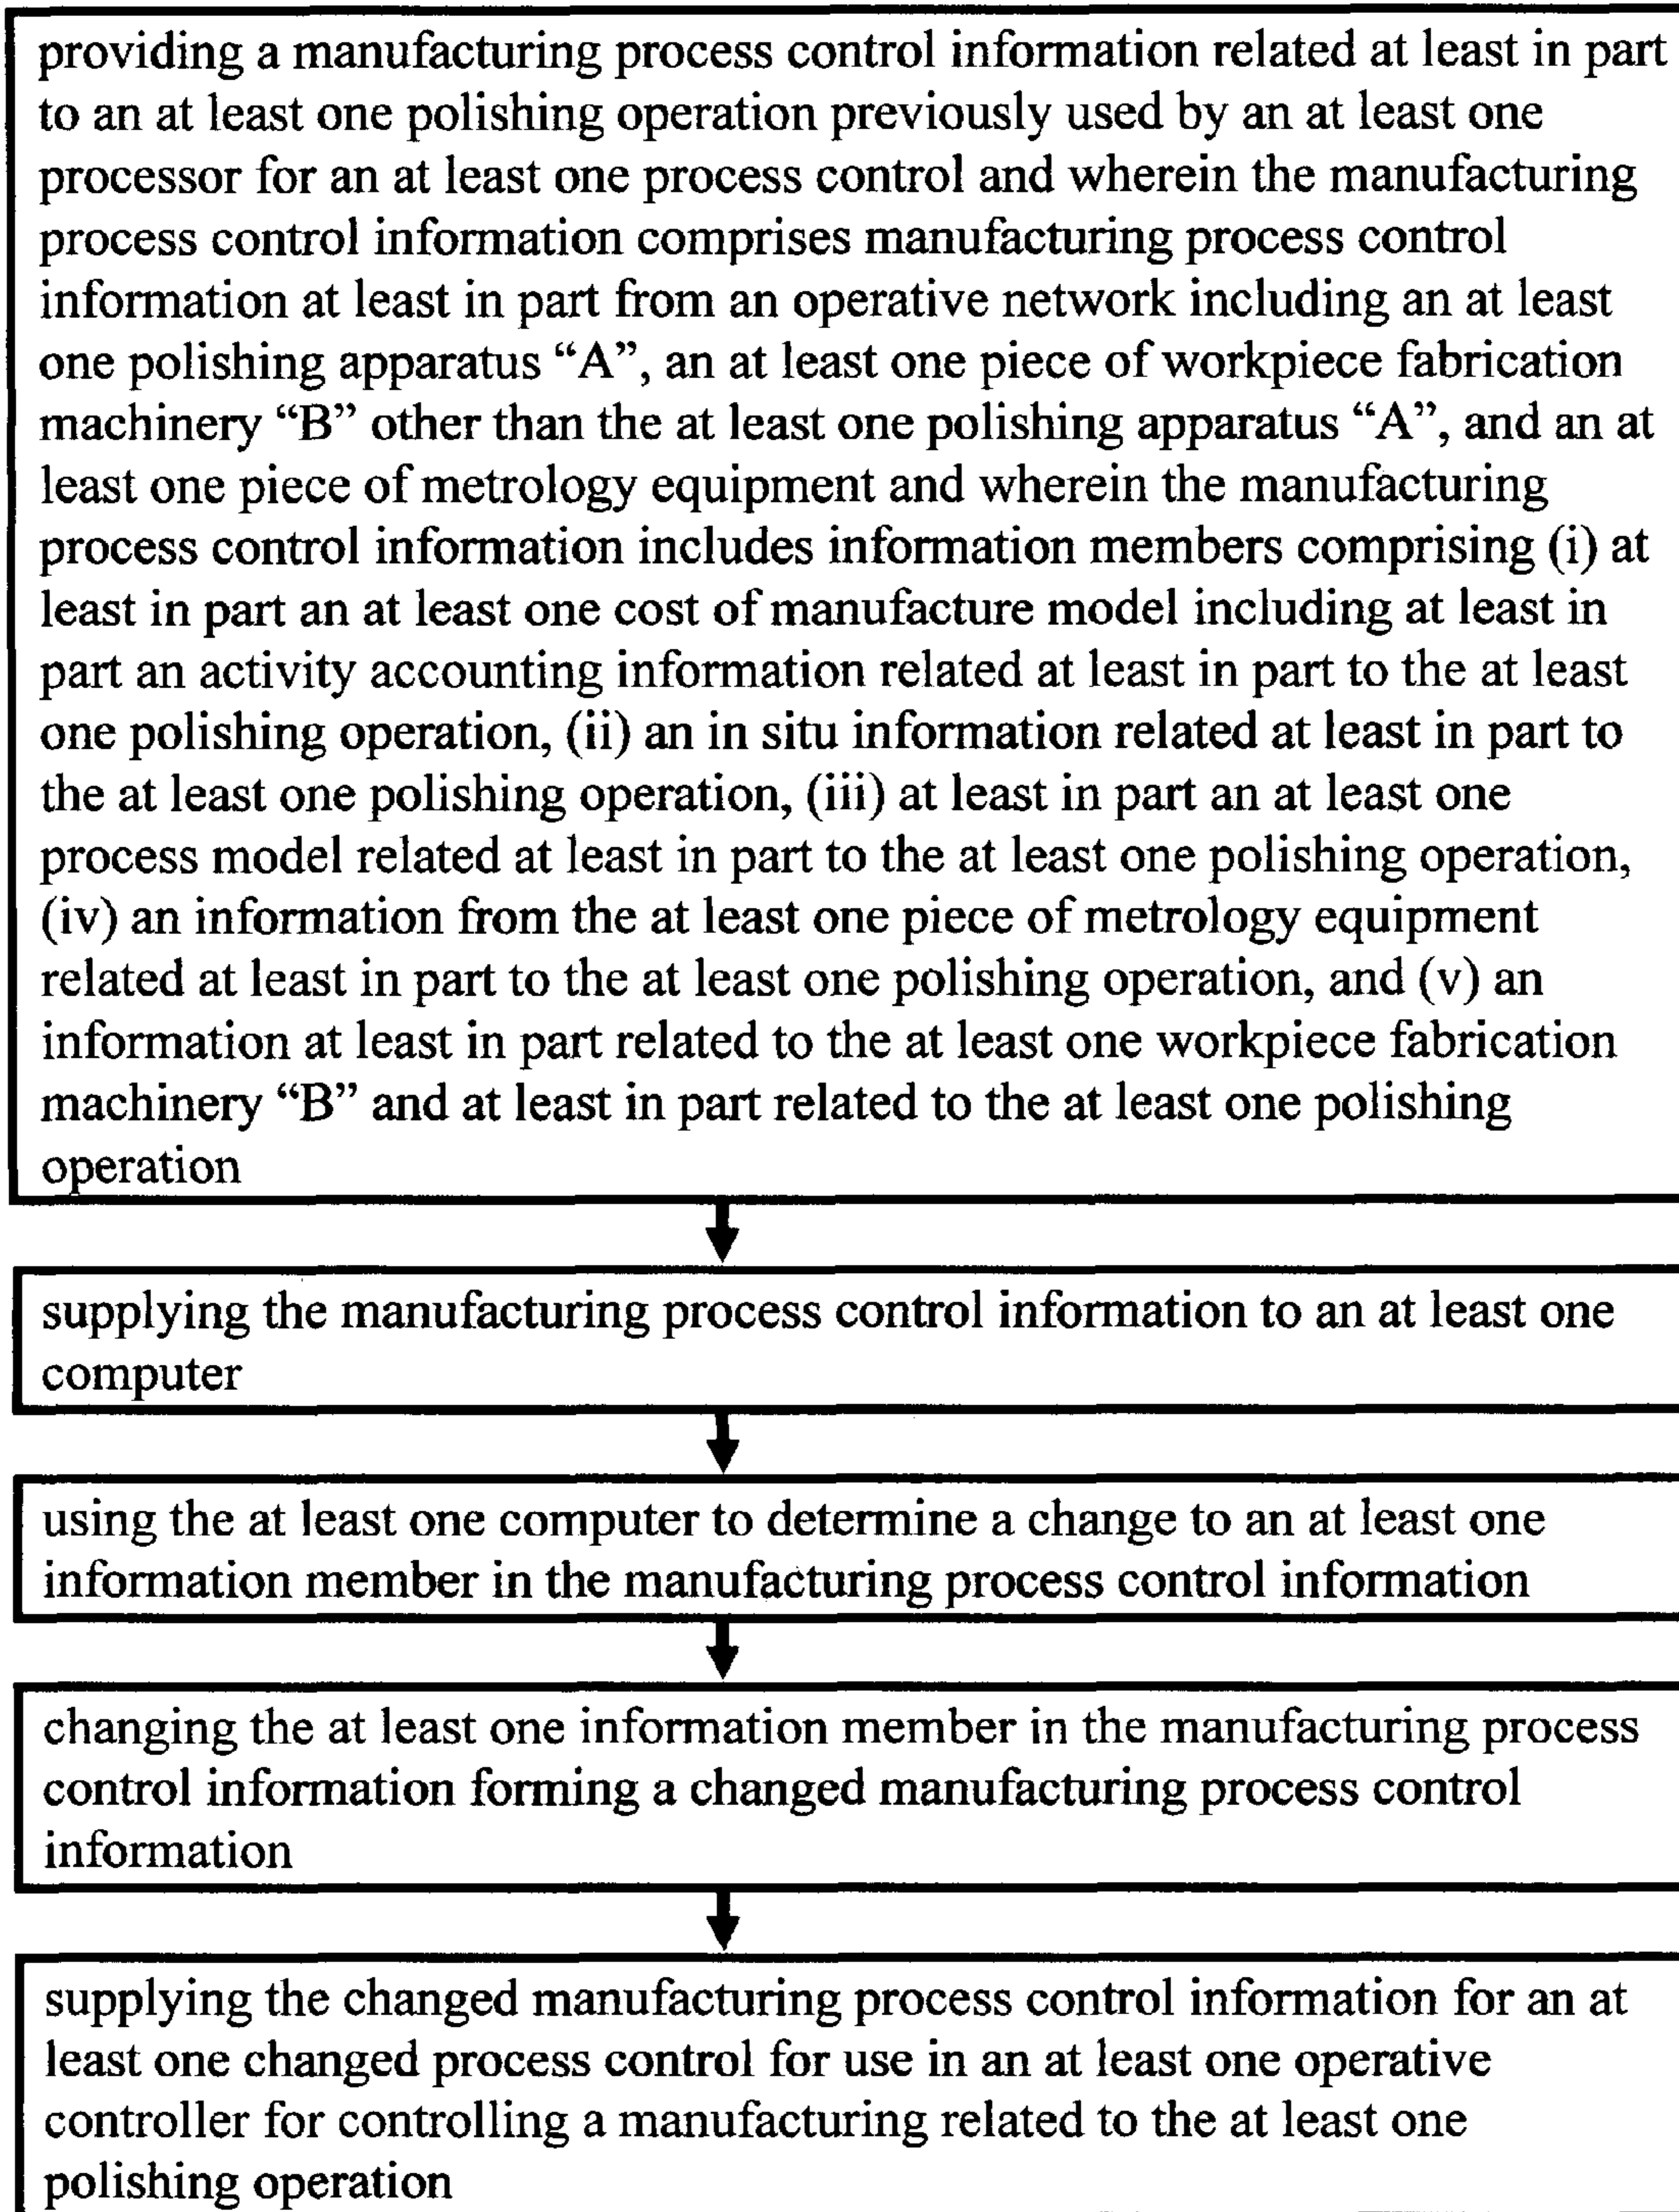 providing a manufacturing process control information related at least in part
to an at least one polishing operation previously used by an at least one
processor for an at least one process control and wherein the manufacturing
process control information comprises manufacturing process control
information at least in part from an operative network including an at least
one polishing apparatus “A”, an at least one piece of workpiece fabrication
machinery “B” other than the at least one polishing apparatus “A”, and an at
least one piece of metrology equipment and wherein the manufacturing
process control information includes information members comprising (i) at
least in part an at least one cost of manufacture model including at least in
part an activity accounting information related at least in part to the at least
one polishing operation, (ii) an in situ information related at least in part to
the at least one polishing operation, (iii) at least in part an at least one
process model related at least in part to the at least one polishing operation,
(iv) an information from the at least one piece of metrology equipment
related at least in part to the at least one polishing operation, and (v) an
information at least in part related to the at least one workpiece fabrication
machinery “B” and at least in part related to the at least one polishing
operation
supplying the manufacturing process control information to an at least one
computer
using the at least one computer to determine a change to an at least one
information member in the manufacturing process control information
changing the at least one information member in the manufacturing process
control information forming a changed manufacturing process control
information
supplying the changed manufacturing process control information for an at
least one changed process control for use in an at least one operative
controller for controlling a manufacturing related to the at least one
polishing operation